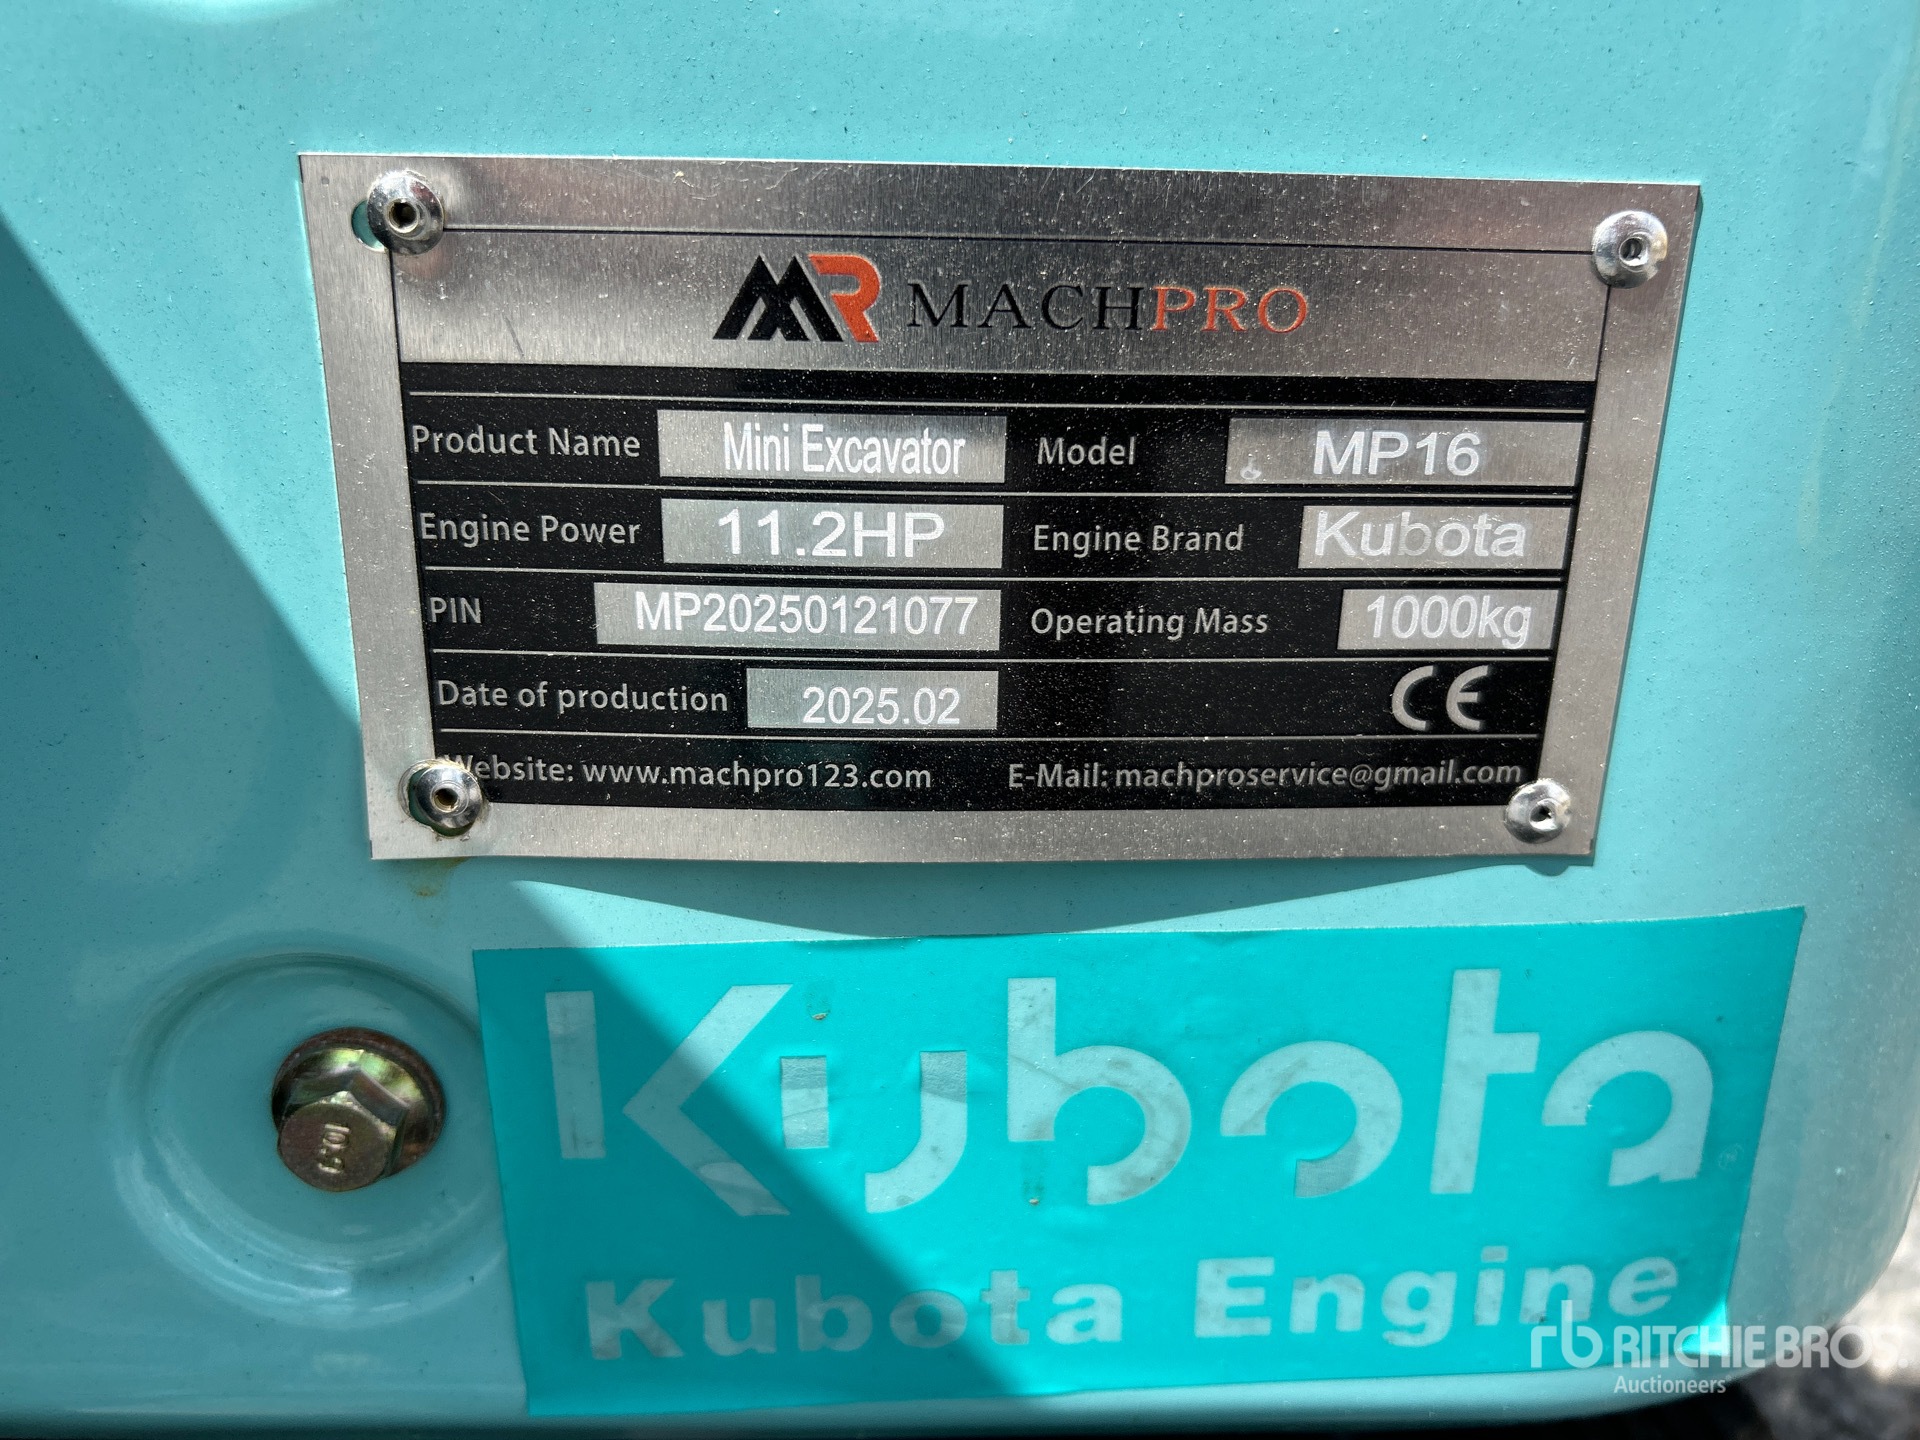 MR MACHPRO
Product Name Mini Excavator Model MP16
Engine Power 11.2HP Engine Brand Kubota
PIN MP20250121077 Operating Mass 1000kg
Date of production 2025.02 CE
Website: www.machpro123.com E-Mail: machproservice@gmail.com
Kubota
Kubota Engine
rb RITCHIE BROS.
Auctioneers